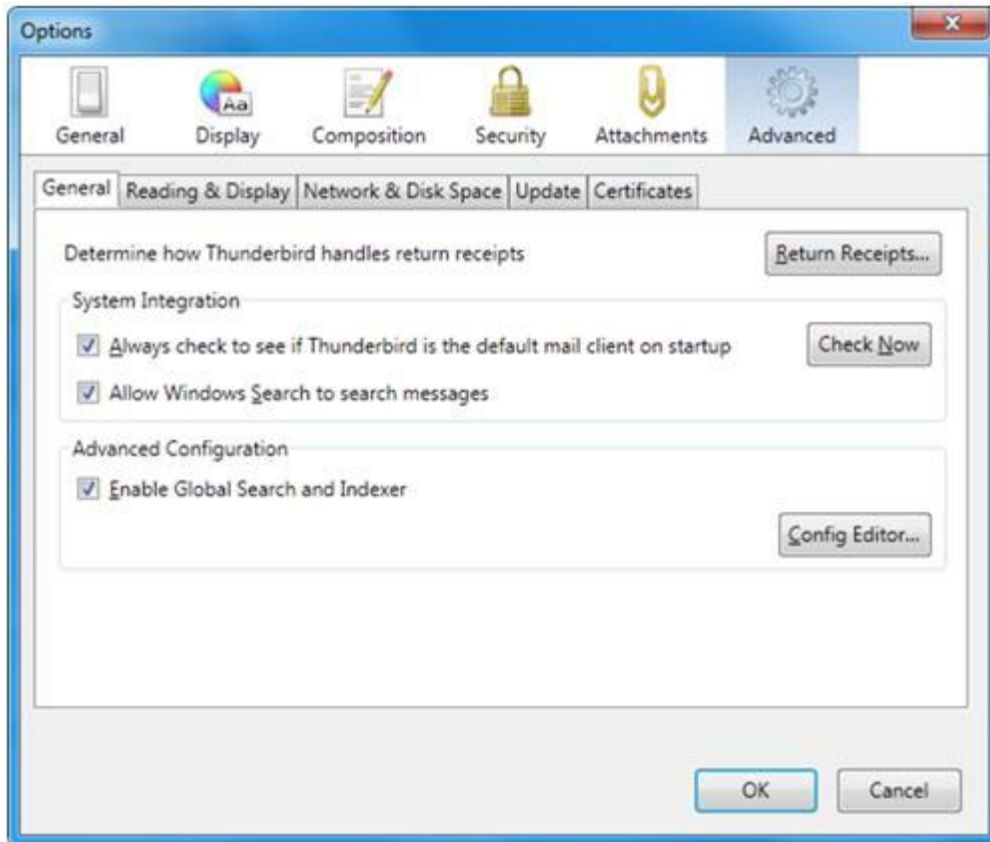 Options
General Display Composition Security Attachments Advanced
General Reading & Display Network & Disk Space Update Certificates
Determine how Thunderbird handles return receipts Return Receipts...
System Integration
Always check to see if Thunderbird is the default mail client on startup Check Now
Allow Windows Search to search messages
Advanced Configuration
Enable Global Search and Indexer
Config Editor...
OK Cancel